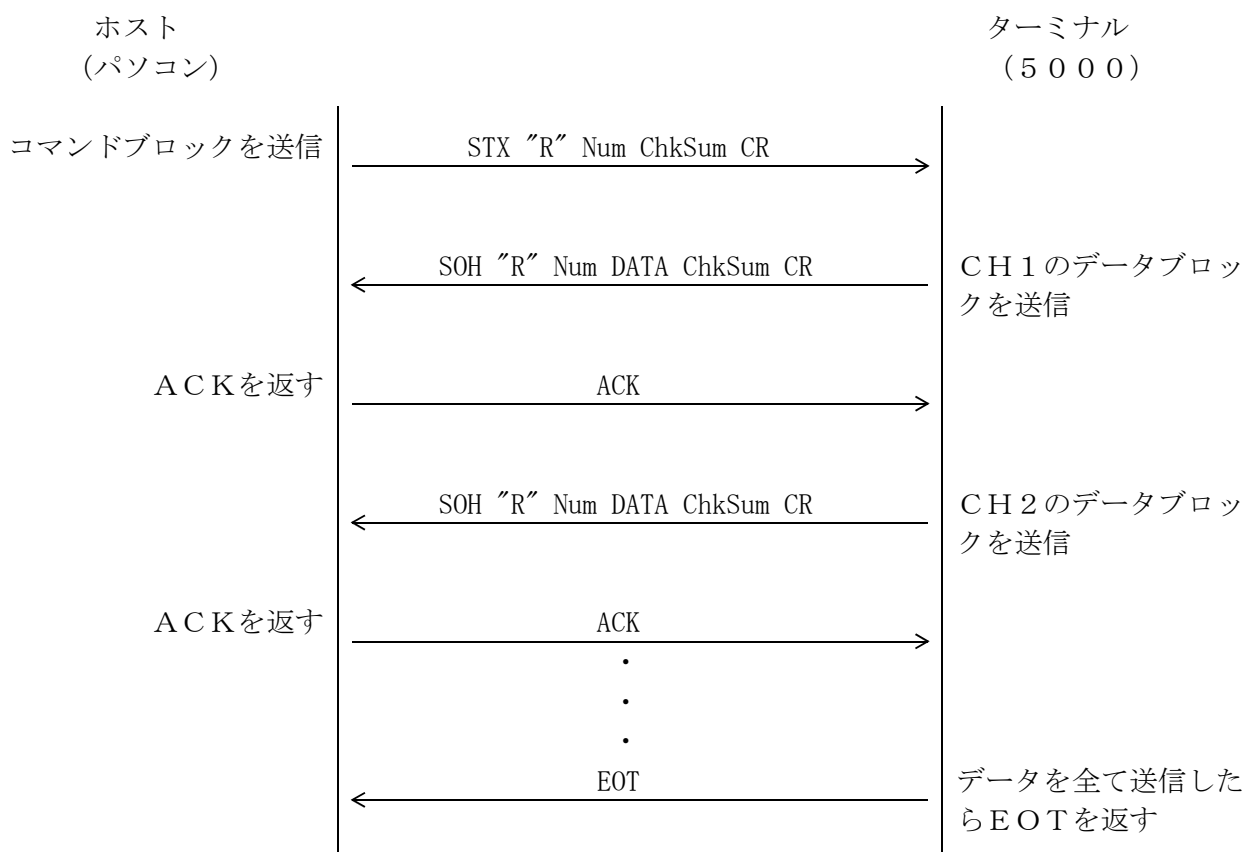 ホスト
(パソコン)
ターミナル
(5000)
コマンドブロックを送信
STX "R" Num ChkSum CR
SOH "R" Num DATA ChkSum CR
CH1のデータブロッ
クを送信
ACKを返す
ACK
SOH "R" Num DATA ChkSum CR
CH2のデータブロッ
クを送信
ACKを返す
ACK
・
・
・
EOT
データを全て送信した
らEOTを返す